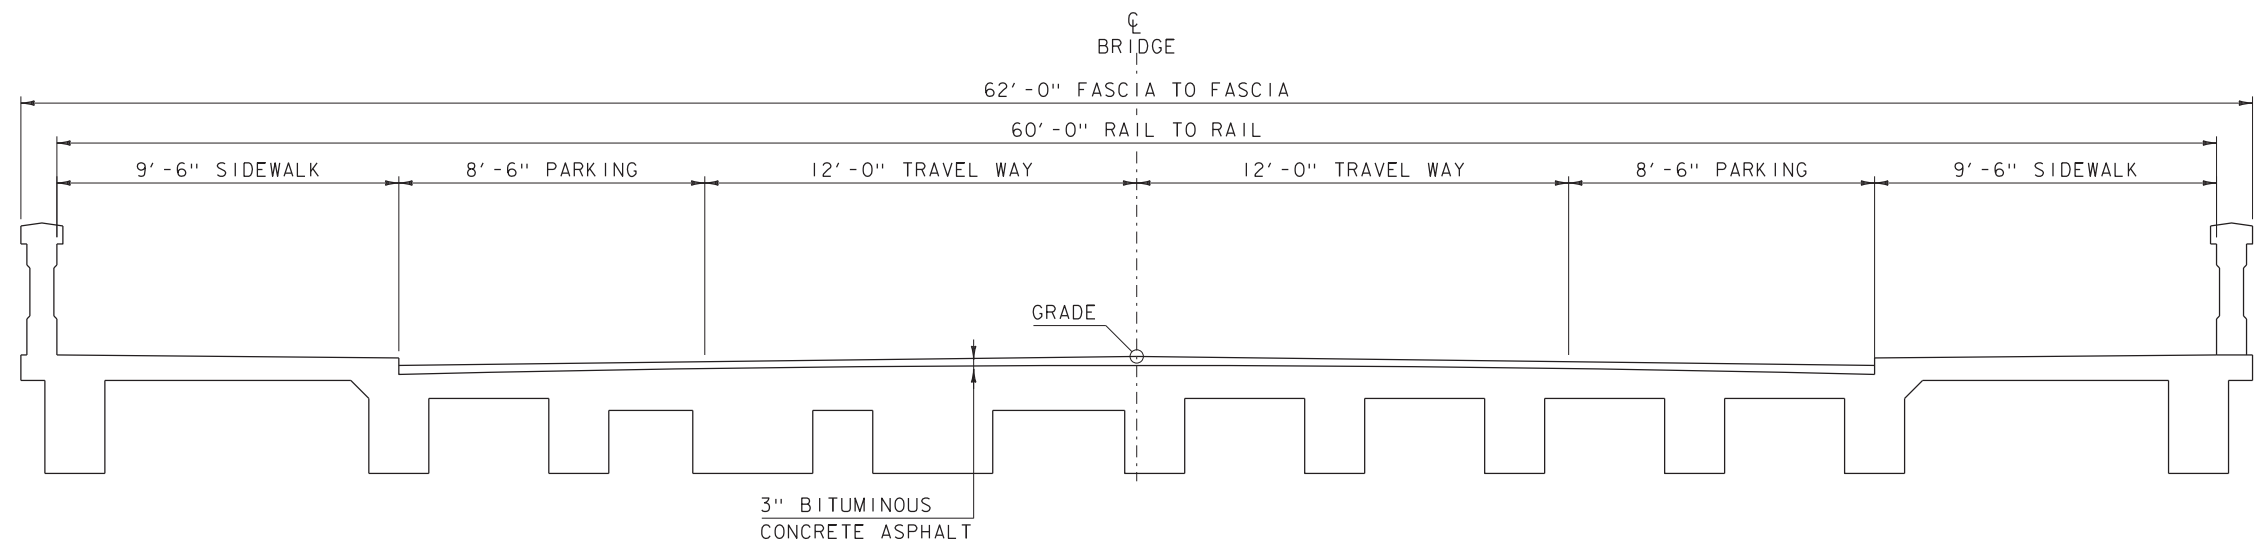 ℄
BRIDGE
62'-0" FASCIA TO FASCIA
60'-0" RAIL TO RAIL
9'-6" SIDEWALK 8'-6" PARKING 12'-0" TRAVEL WAY 12'-0" TRAVEL WAY 8'-6" PARKING 9'-6" SIDEWALK
GRADE
3" BITUMINOUS
CONCRETE ASPHALT